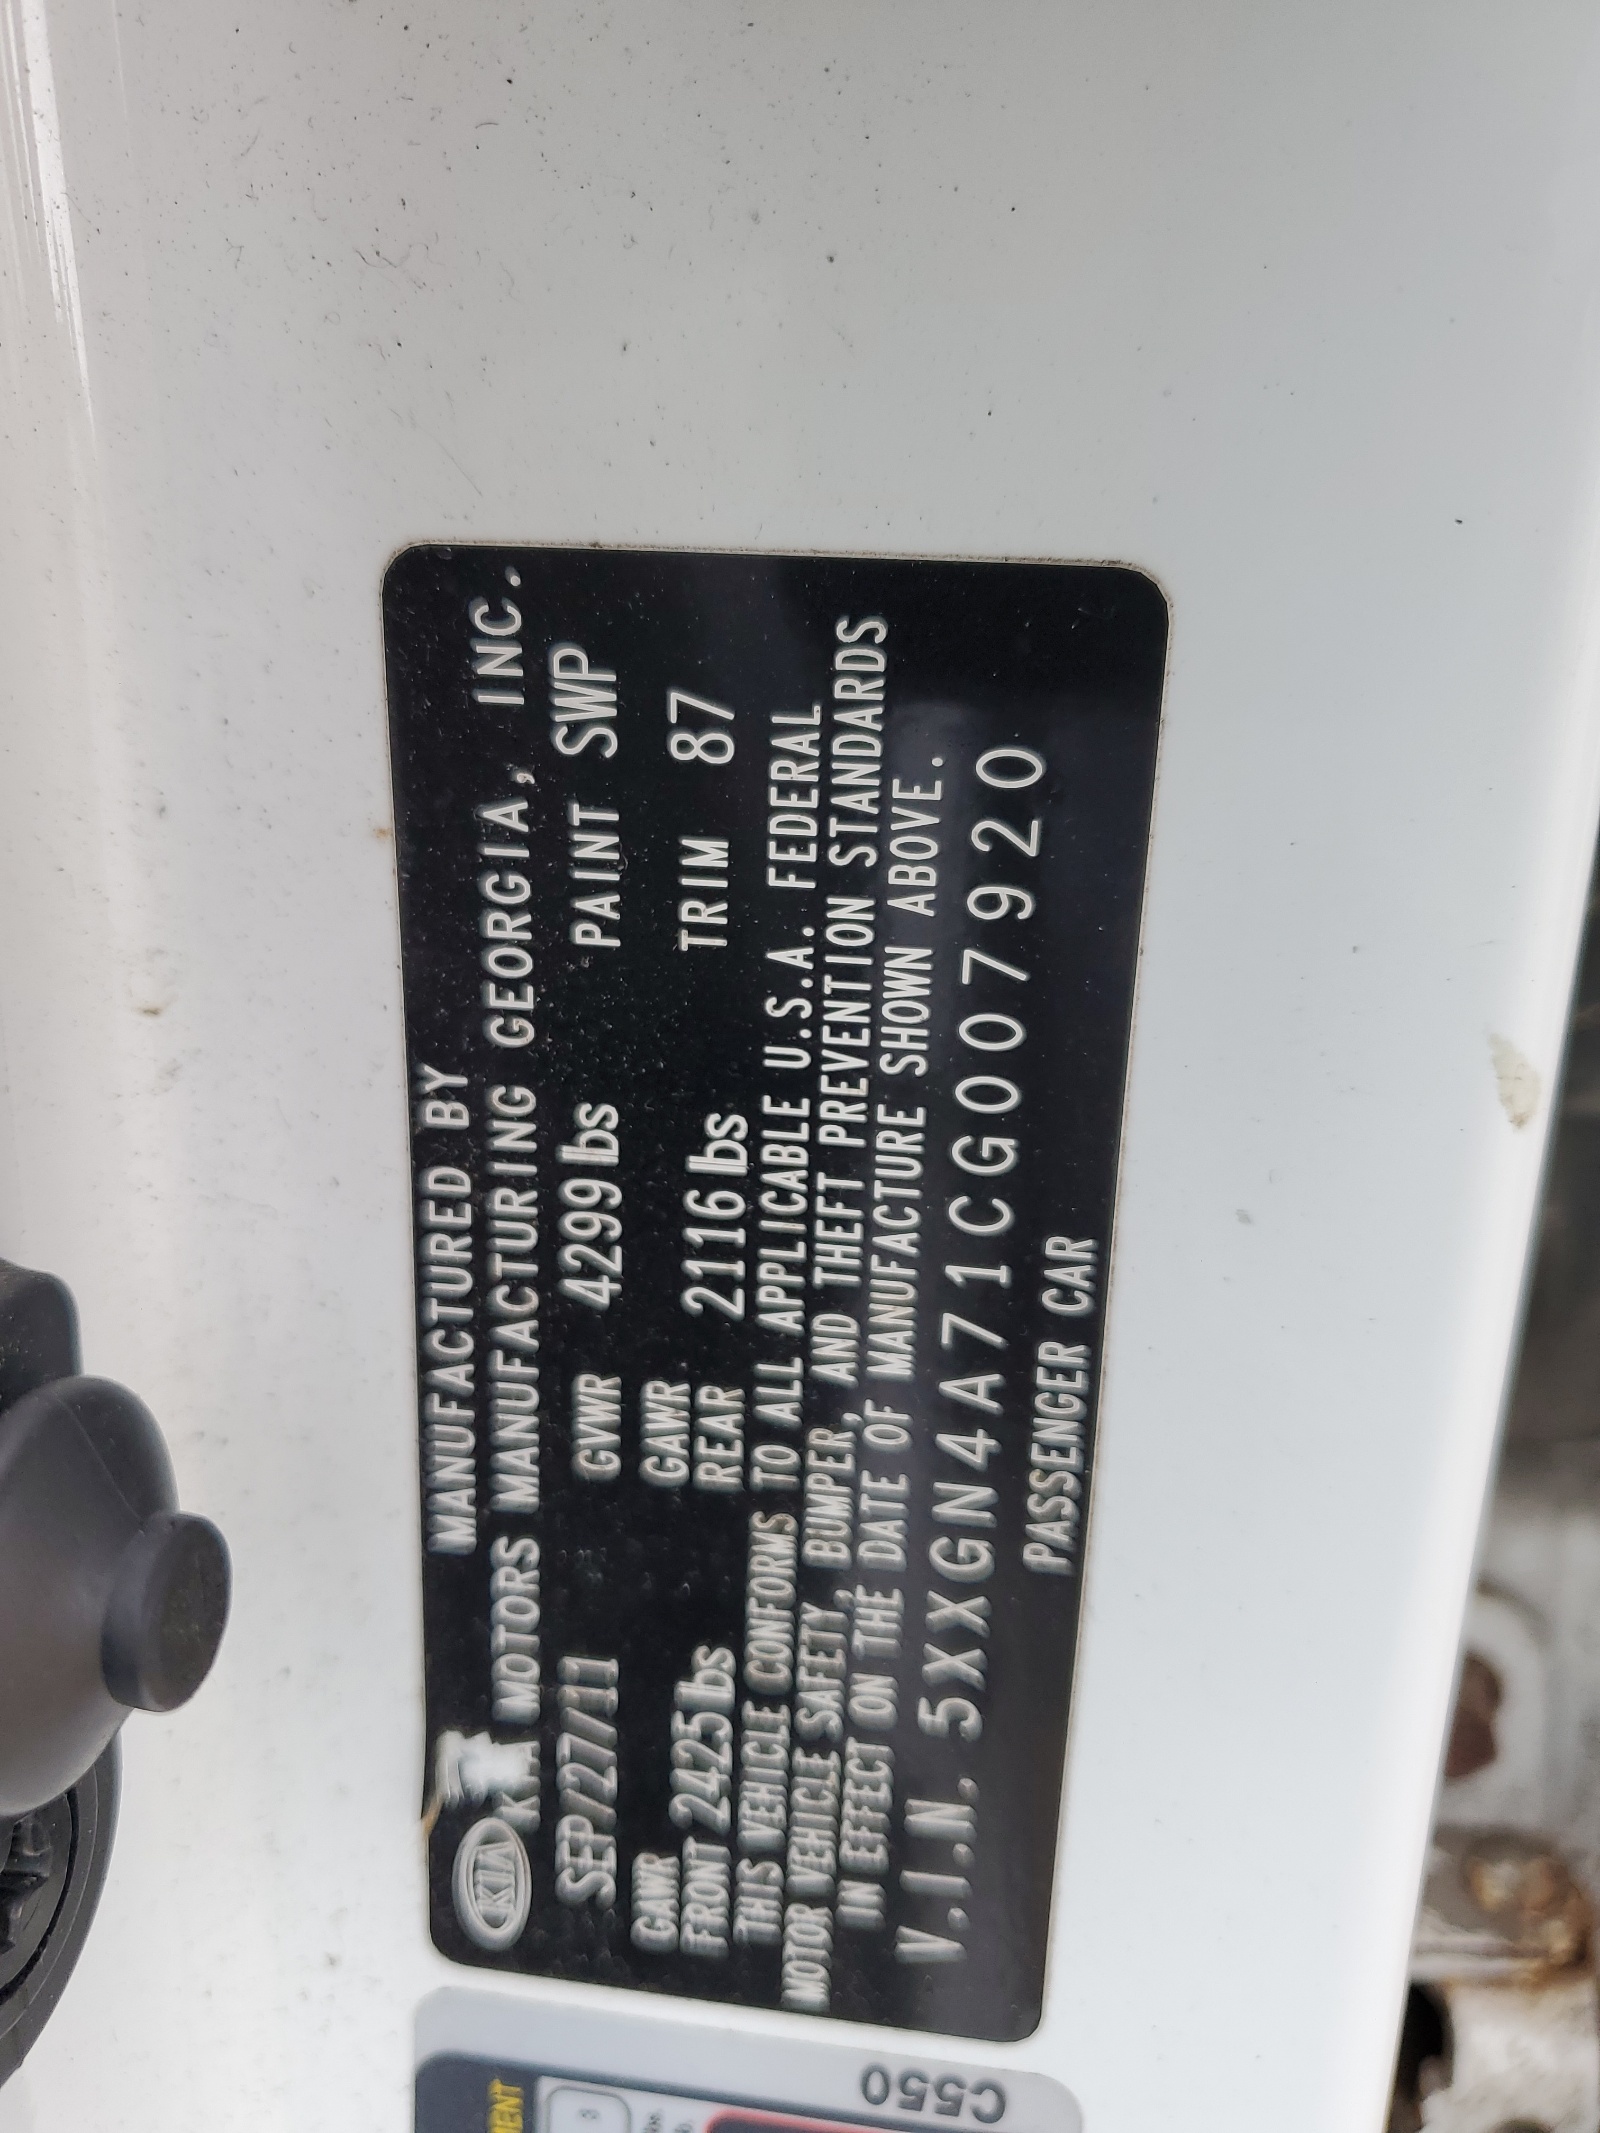 MANUFACTURED BY
KIA KIA MOTORS MANUFACTURING GEORGIA, INC.
SEP/27/11 GVWR 4299 lbs PAINT SWP
GAWR FRONT 2425 lbs GAWR REAR 2116 lbs TRIM 87
THIS VEHICLE CONFORMS TO ALL APPLICABLE U.S.A. FEDERAL
MOTOR VEHICLE SAFETY, BUMPER, AND THEFT PREVENTION STANDARDS
IN EFFECT ON THE DATE OF MANUFACTURE SHOWN ABOVE.
V.I.N. 5XXGN4A71CG007920
PASSENGER CAR
C550